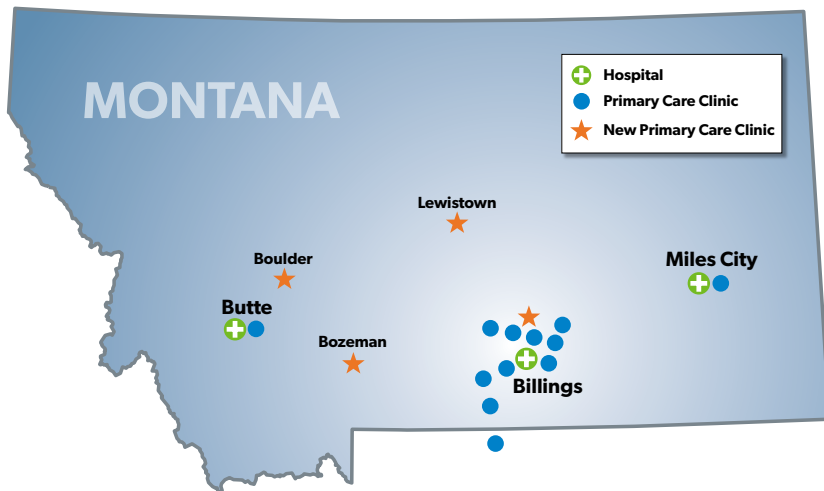 MONTANA
Hospital
Primary Care Clinic
New Primary Care Clinic
Lewistown
Boulder
Miles City
Butte
Bozeman
Billings